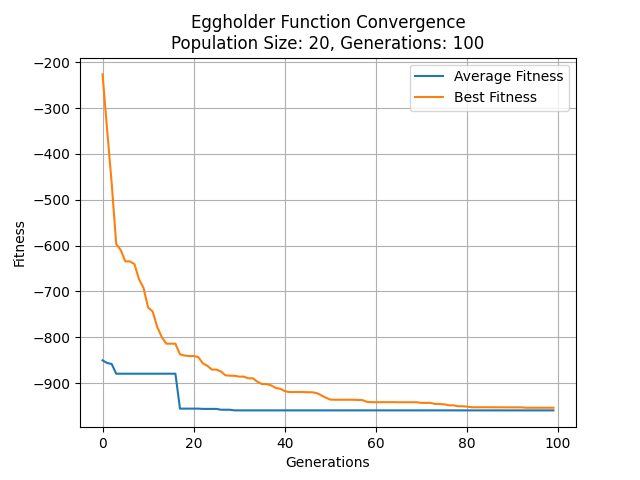 Eggholder Function Convergence
Population Size: 20, Generations: 100
Average Fitness
Best Fitness
Fitness
−200
−300
−400
−500
−600
−700
−800
−900
0
20
40
60
80
100
Generations